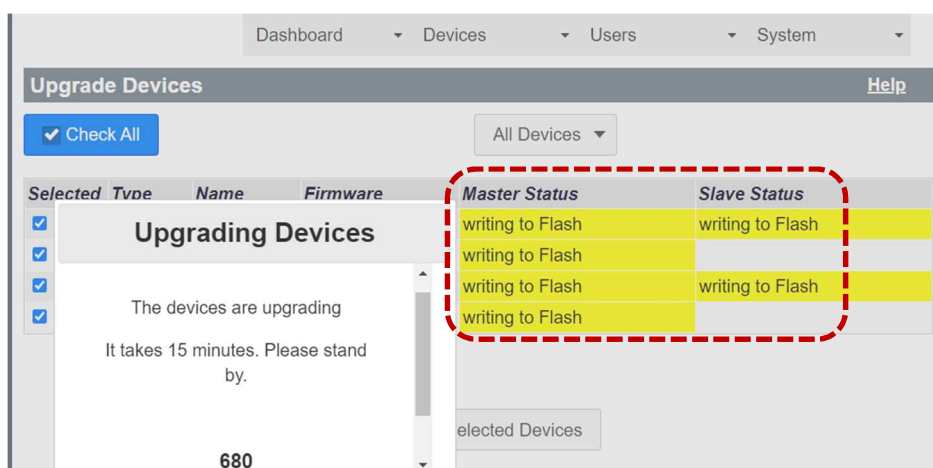 Dashboard Devices Users System
Upgrade Devices Help
Check All All Devices
Selected Type Name Firmware Master Status Slave Status
writing to Flash writing to Flash
writing to Flash
writing to Flash writing to Flash
writing to Flash
Upgrading Devices
The devices are upgrading
It takes 15 minutes. Please stand
by.
680
elected Devices